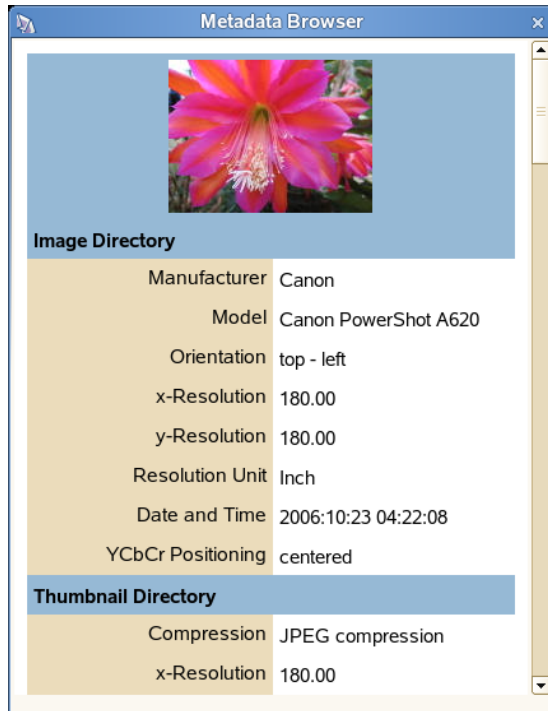 Metadata Browser
Image Directory
Manufacturer Canon
Model Canon PowerShot A620
Orientation top - left
x-Resolution 180.00
y-Resolution 180.00
Resolution Unit Inch
Date and Time 2006:10:23 04:22:08
YCbCr Positioning centered
Thumbnail Directory
Compression JPEG compression
x-Resolution 180.00